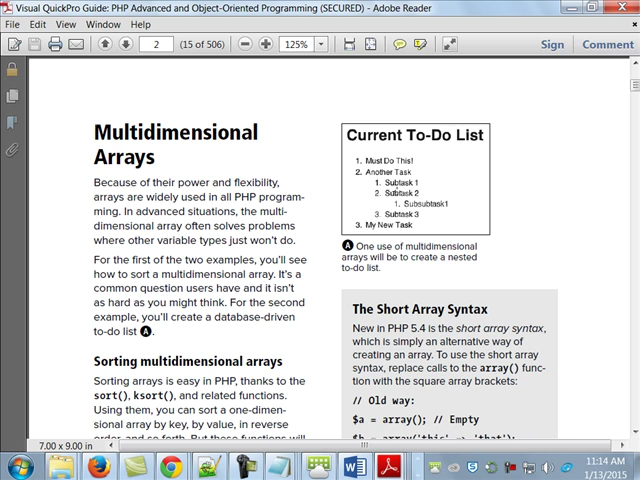 Visual QuickPro Guide: PHP Advanced and Object-Oriented Programming (SECURED) - Adobe Reader
File Edit View Window Help
2 (15 of 506) 125% Sign Comment
Multidimensional
Arrays
Because of their power and flexibility,
arrays are widely used in all PHP program-
ming. In advanced situations, the multi-
dimensional array often solves problems
where other variable types just won't do.
For the first of the two examples, you'll see
how to sort a multidimensional array. It's a
common question users have and it isn't
as hard as you might think. For the second
example, you'll create a database-driven
to-do list A.
Sorting multidimensional arrays
Sorting arrays is easy in PHP, thanks to the
sort(), ksort(), and related functions.
Using them, you can sort a one-dimen-
sional array by key, by value, in reverse
order, and so forth. But these functions will
Current To-Do List
1. Must Do This!
2. Another Task
1. Subtask 1
2. Subtask 2
1. Subsubtask1
3. Subtask 3
3. My New Task
A One use of multidimensional
arrays will be to create a nested
to-do list.
The Short Array Syntax
New in PHP 5.4 is the short array syntax,
which is simply an alternative way of
creating an array. To use the short array
syntax, replace calls to the array() func-
tion with the square array brackets:
// Old way:
$a = array(); // Empty
$b = array('this' => 'that');
7.00 x 9.00 in
11:14 AM
1/13/2015